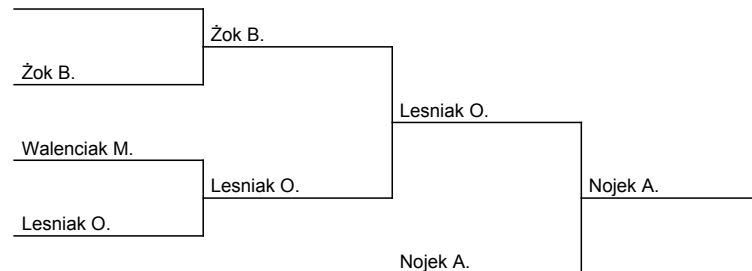 Żok B.
Żok B.
Lesniak O.
Walenciak M.
Lesniak O.
Nojek A.
Lesniak O.
Nojek A.